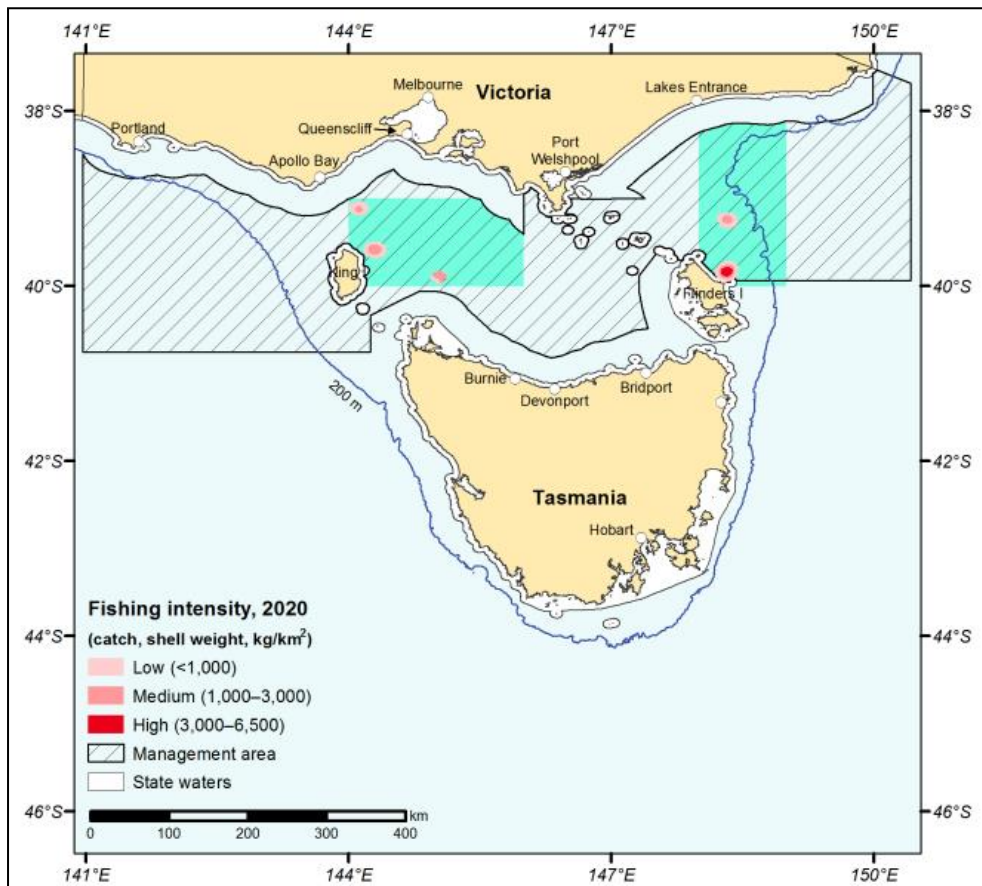 141°E 144°E 147°E 150°E
Melbourne
Victoria
Lakes Entrance
38°S 38°S
Portland
Queenscliff
Port
Welshpool
Apollo Bay
King I
40°S 40°S
Flinders I
200 m
Burnie
Devonport
Bridport
42°S 42°S
Tasmania
Hobart
Fishing intensity, 2020
(catch, shell weight, kg/km²)
44°S 44°S
Low (<1,000)
Medium (1,000–3,000)
High (3,000–6,500)
Management area
State waters
46°S 46°S
km
0 100 200 300 400
141°E 144°E 147°E 150°E